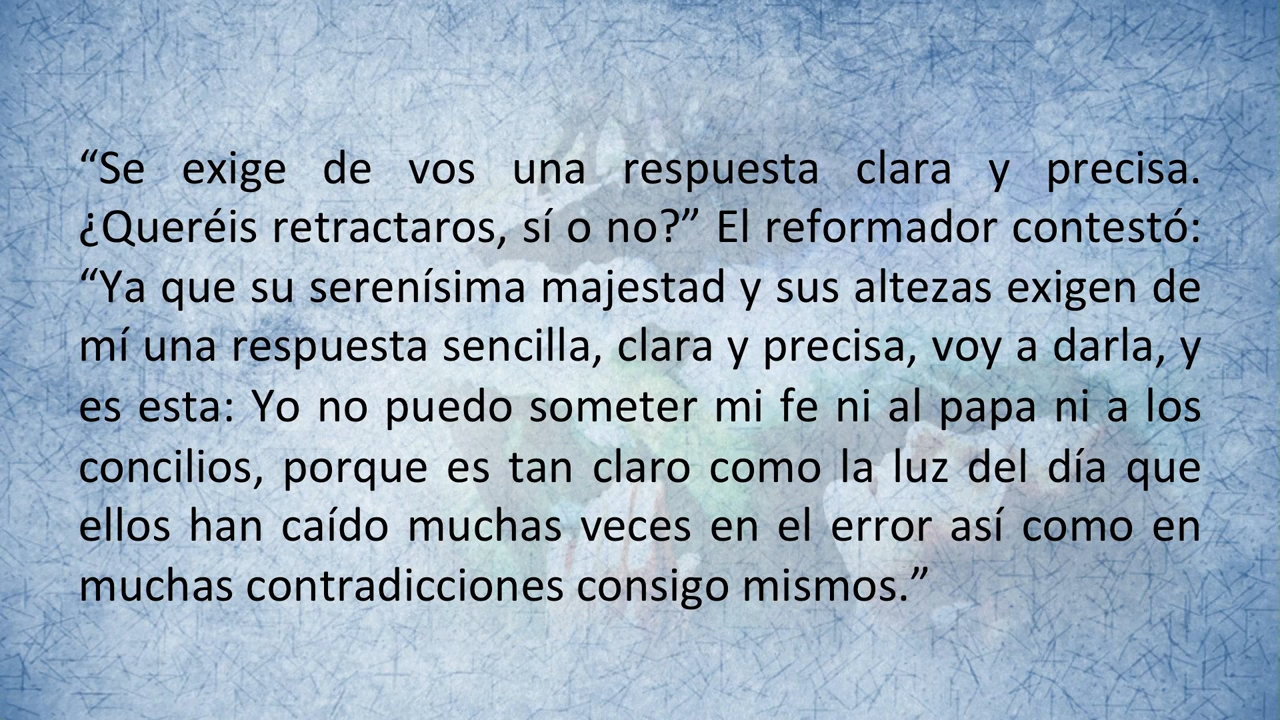 “Se exige de vos una respuesta clara y precisa.
¿Queréis retractaros, sí o no?” El reformador contestó:
“Ya que su serenísima majestad y sus altezas exigen de
mí una respuesta sencilla, clara y precisa, voy a darla, y
es esta: Yo no puedo someter mi fe ni al papa ni a los
concilios, porque es tan claro como la luz del día que
ellos han caído muchas veces en el error así como en
muchas contradicciones consigo mismos.”